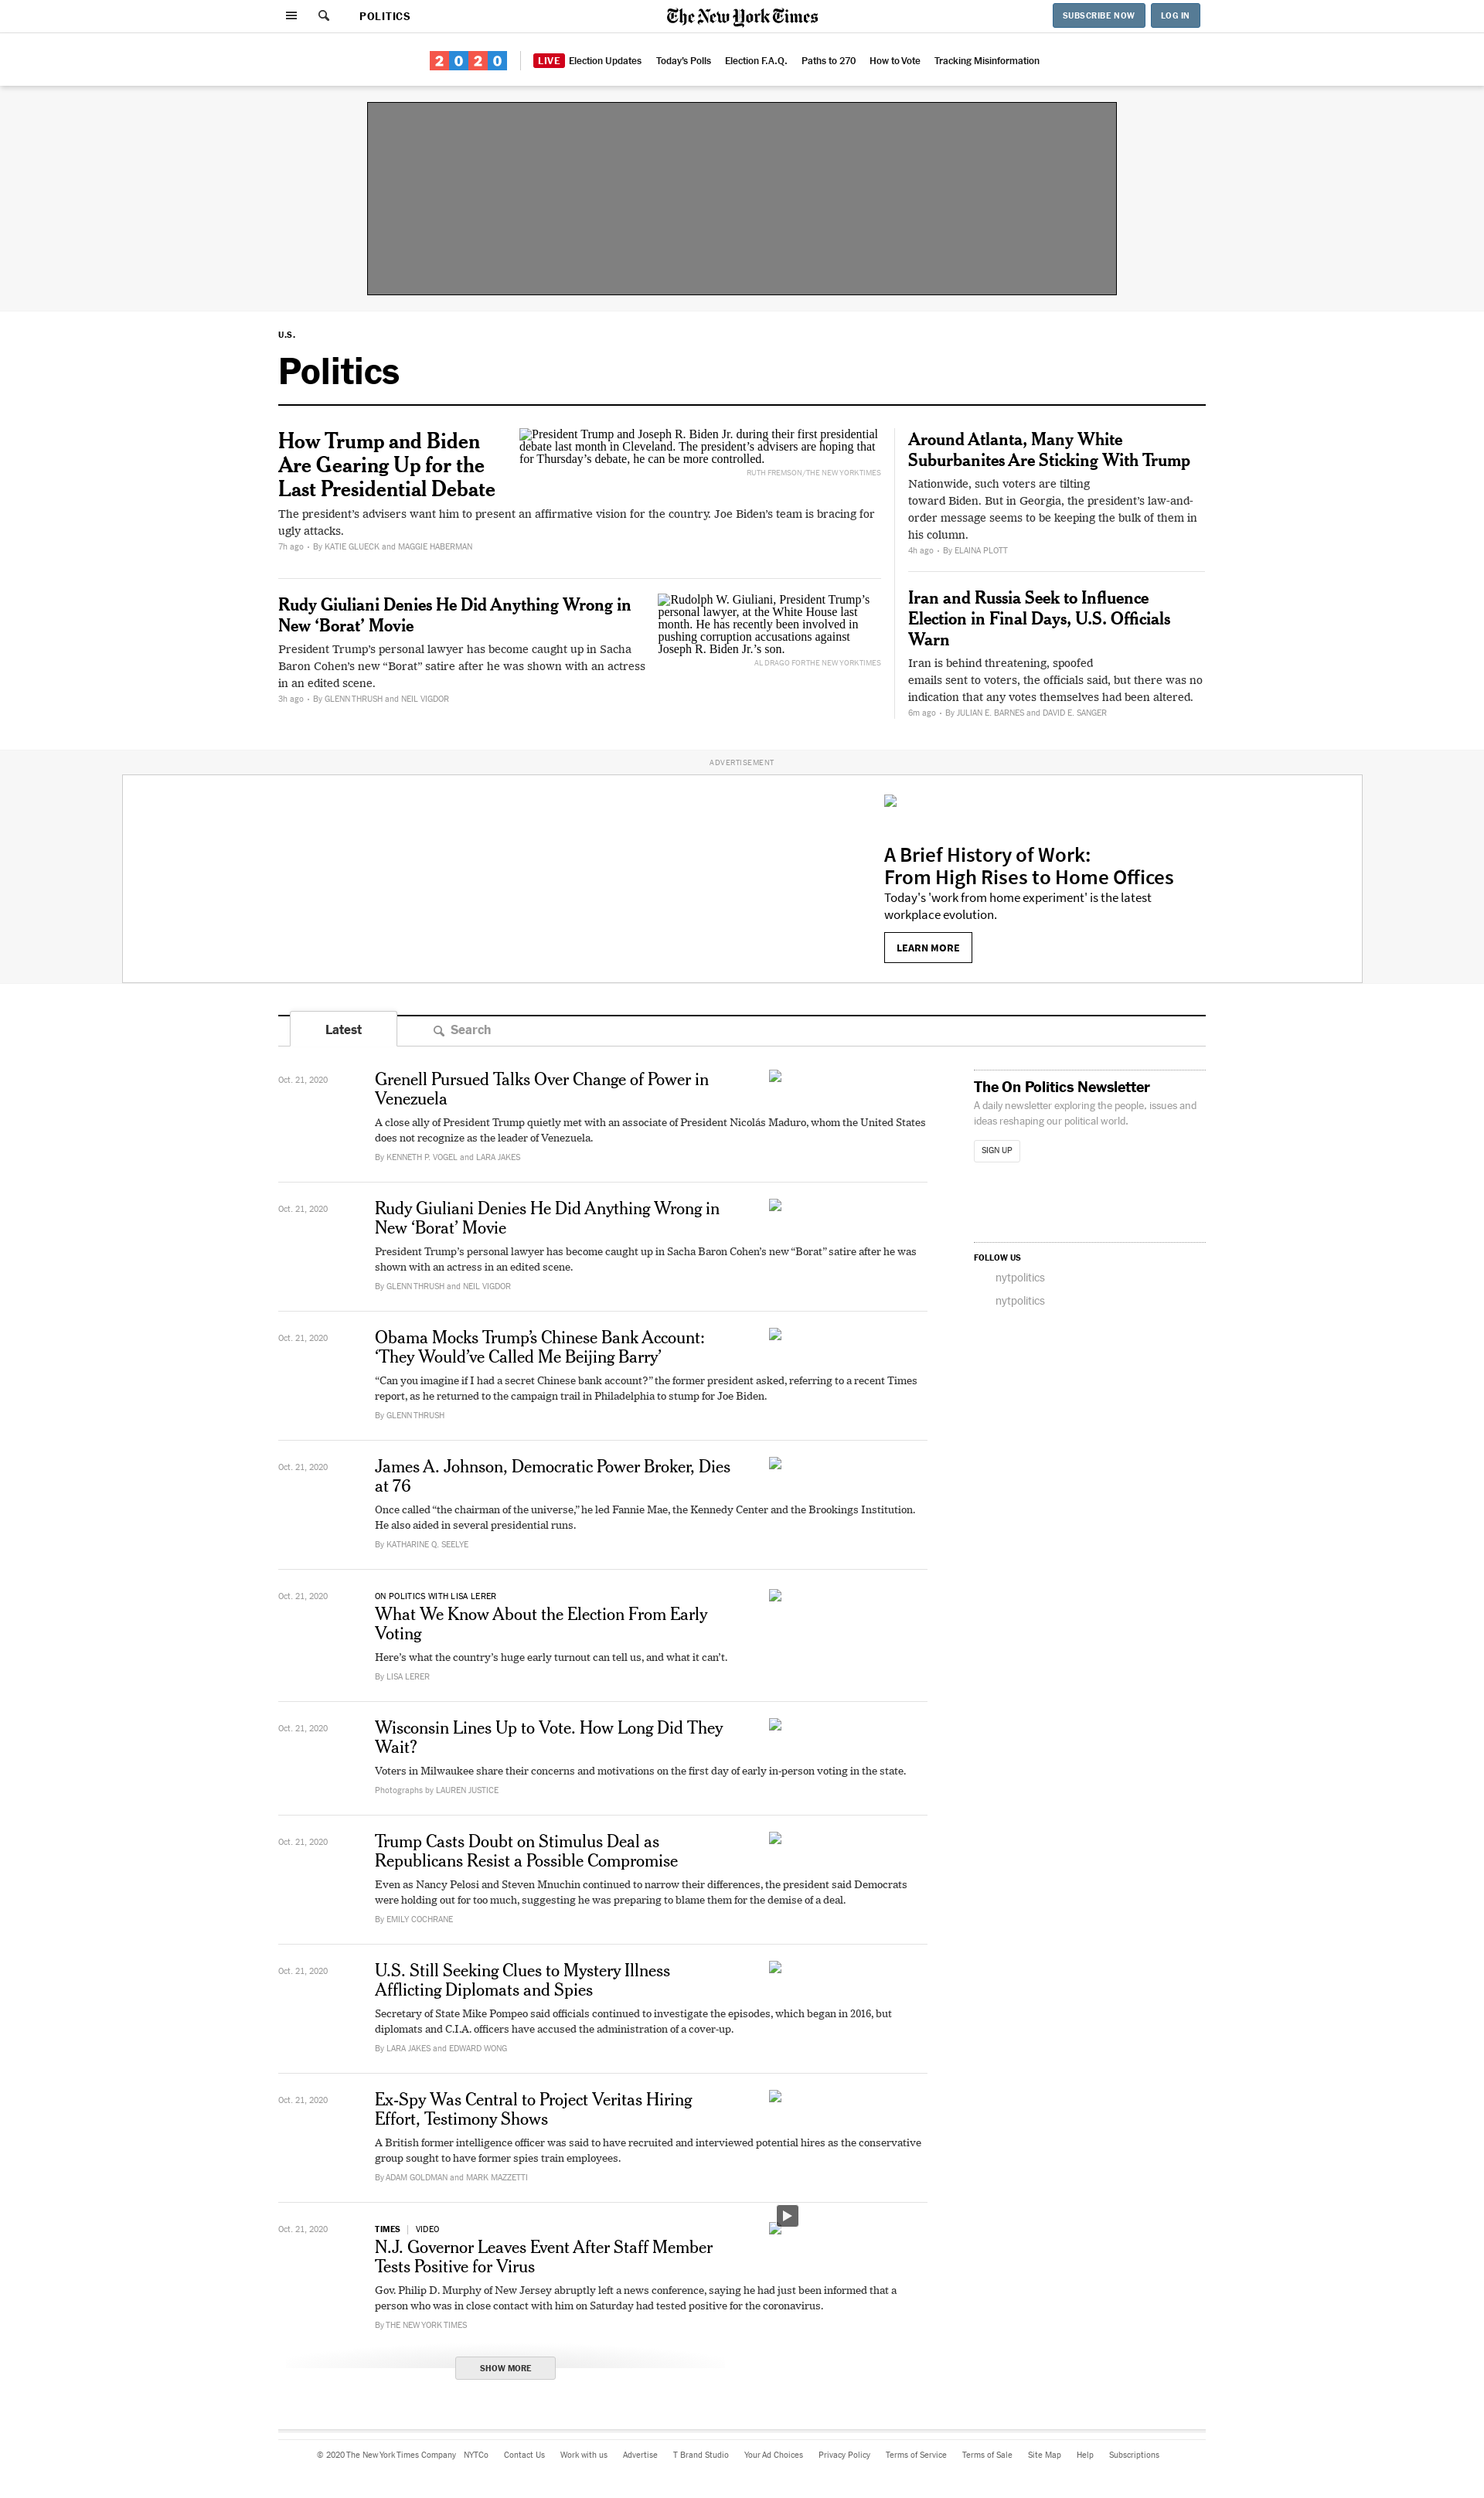 POLITICS
The New York Times
SUBSCRIBE NOW
LOG IN
2020
LIVE Election Updates
Today's Polls
Election F.A.Q.
Paths to 270
How to Vote
Tracking Misinformation
U.S.
Politics
How Trump and Biden
Are Gearing Up for the
Last Presidential Debate
President Trump and Joseph R. Biden Jr. during their first presidential
debate last month in Cleveland. The president's advisers are hoping that
for Thursday's debate, he can be more controlled.
RUTH FREMSON/THE NEW YORK TIMES
The president's advisers want him to present an affirmative vision for the country. Joe Biden's team is bracing for
ugly attacks.
7h ago • By KATIE GLUECK and MAGGIE HABERMAN
Rudy Giuliani Denies He Did Anything Wrong in
New ‘Borat’ Movie
President Trump’s personal lawyer has become caught up in Sacha
Baron Cohen’s new “Borat” satire after he was shown with an actress
in an edited scene.
3h ago • By GLENN THRUSH and NEIL VIGDOR
Rudolph W. Giuliani, President Trump’s
personal lawyer, at the White House last
month. He has recently been involved in
pushing corruption accusations against
Joseph R. Biden Jr.’s son.
AL DRAGO FOR THE NEW YORK TIMES
Around Atlanta, Many White
Suburbanites Are Sticking With Trump
Nationwide, such voters are tilting
toward Biden. But in Georgia, the president’s law-and-
order message seems to be keeping the bulk of them in
his column.
4h ago • By ELAINA PLOTT
Iran and Russia Seek to Influence
Election in Final Days, U.S. Officials
Warn
Iran is behind threatening, spoofed
emails sent to voters, the officials said, but there was no
indication that any votes themselves had been altered.
6m ago • By JULIAN E. BARNES and DAVID E. SANGER
ADVERTISEMENT
A Brief History of Work:
From High Rises to Home Offices
Today's 'work from home experiment' is the latest
workplace evolution.
LEARN MORE
Latest
Search
Oct. 21, 2020
Grenell Pursued Talks Over Change of Power in
Venezuela
A close ally of President Trump quietly met with an associate of President Nicolás Maduro, whom the United States
does not recognize as the leader of Venezuela.
By KENNETH P. VOGEL and LARA JAKES
Oct. 21, 2020
Rudy Giuliani Denies He Did Anything Wrong in
New ‘Borat’ Movie
President Trump’s personal lawyer has become caught up in Sacha Baron Cohen’s new “Borat” satire after he was
shown with an actress in an edited scene.
By GLENN THRUSH and NEIL VIGDOR
Oct. 21, 2020
Obama Mocks Trump’s Chinese Bank Account:
‘They Would’ve Called Me Beijing Barry’
“Can you imagine if I had a secret Chinese bank account?” the former president asked, referring to a recent Times
report, as he returned to the campaign trail in Philadelphia to stump for Joe Biden.
By GLENN THRUSH
Oct. 21, 2020
James A. Johnson, Democratic Power Broker, Dies
at 76
Once called “the chairman of the universe,” he led Fannie Mae, the Kennedy Center and the Brookings Institution.
He also aided in several presidential runs.
By KATHARINE Q. SEELYE
Oct. 21, 2020
ON POLITICS WITH LISA LERER
What We Know About the Election From Early
Voting
Here’s what the country’s huge early turnout can tell us, and what it can’t.
By LISA LERER
Oct. 21, 2020
Wisconsin Lines Up to Vote. How Long Did They
Wait?
Voters in Milwaukee share their concerns and motivations on the first day of early in-person voting in the state.
Photographs by LAUREN JUSTICE
Oct. 21, 2020
Trump Casts Doubt on Stimulus Deal as
Republicans Resist a Possible Compromise
Even as Nancy Pelosi and Steven Mnuchin continued to narrow their differences, the president said Democrats
were holding out for too much, suggesting he was preparing to blame them for the demise of a deal.
By EMILY COCHRANE
Oct. 21, 2020
U.S. Still Seeking Clues to Mystery Illness
Afflicting Diplomats and Spies
Secretary of State Mike Pompeo said officials continued to investigate the episodes, which began in 2016, but
diplomats and C.I.A. officers have accused the administration of a cover-up.
By LARA JAKES and EDWARD WONG
Oct. 21, 2020
Ex-Spy Was Central to Project Veritas Hiring
Effort, Testimony Shows
A British former intelligence officer was said to have recruited and interviewed potential hires as the conservative
group sought to have former spies train employees.
By ADAM GOLDMAN and MARK MAZZETTI
Oct. 21, 2020
TIMES | VIDEO
N.J. Governor Leaves Event After Staff Member
Tests Positive for Virus
Gov. Philip D. Murphy of New Jersey abruptly left a news conference, saying he had just been informed that a
person who was in close contact with him on Saturday had tested positive for the coronavirus.
By THE NEW YORK TIMES
SHOW MORE
The On Politics Newsletter
A daily newsletter exploring the people, issues and
ideas reshaping our political world.
SIGN UP
FOLLOW US
nytpolitics
nytpolitics
© 2020 The New York Times Company
NYTCo
Contact Us
Work with us
Advertise
T Brand Studio
Your Ad Choices
Privacy Policy
Terms of Service
Terms of Sale
Site Map
Help
Subscriptions